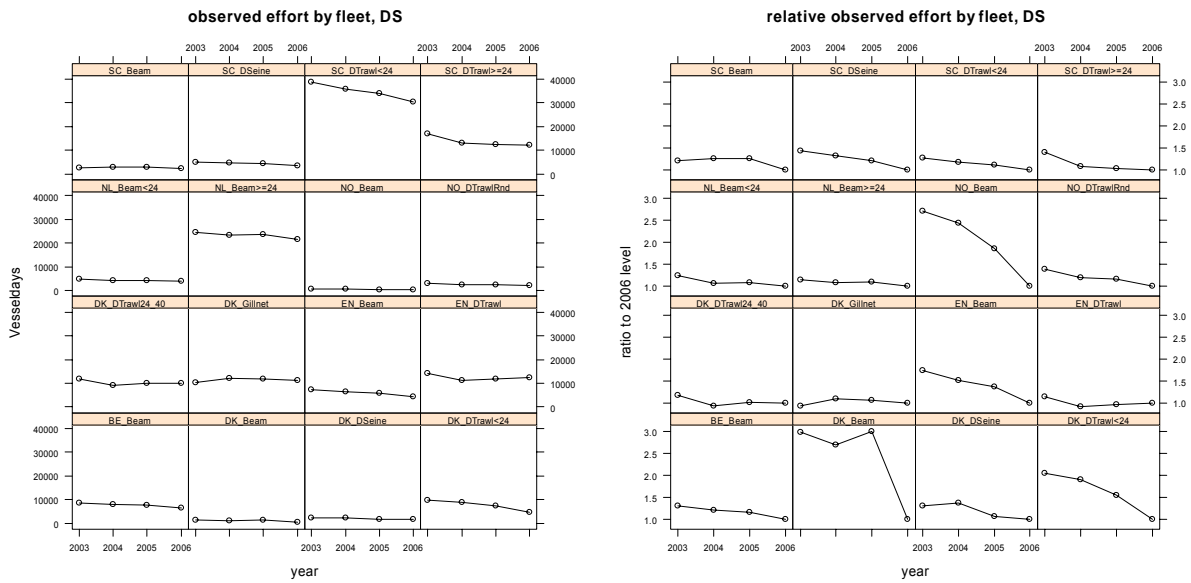 observed effort by fleet, DS
2003 2004 2005 2006
SC_Beam SC_DSeine SC_DTrawl<24 SC_DTrawl>=24
40000
30000
20000
10000
0
NL_Beam<24 NL_Beam>=24 NO_Beam NO_DTrawlRnd
40000
30000
20000
10000
0
DK_DTrawl24_40 DK_Gillnet EN_Beam EN_DTrawl
40000
30000
20000
10000
0
BE_Beam DK_Beam DK_DSeine DK_DTrawl<24
40000
30000
20000
10000
0
2003 2004 2005 2006 2003 2004 2005 2006
Vesseldays
year
relative observed effort by fleet, DS
2003 2004 2005 2006 2003 2004 2005 2006
SC_Beam SC_DSeine SC_DTrawl<24 SC_DTrawl>=24
3.0
2.5
2.0
1.5
1.0
NL_Beam<24 NL_Beam>=24 NO_Beam NO_DTrawlRnd
3.0
2.5
2.0
1.5
1.0
DK_DTrawl24_40 DK_Gillnet EN_Beam EN_DTrawl
3.0
2.5
2.0
1.5
1.0
BE_Beam DK_Beam DK_DSeine DK_DTrawl<24
3.0
2.5
2.0
1.5
1.0
2003 2004 2005 2006 2003 2004 2005 2006
ratio to 2006 level
year